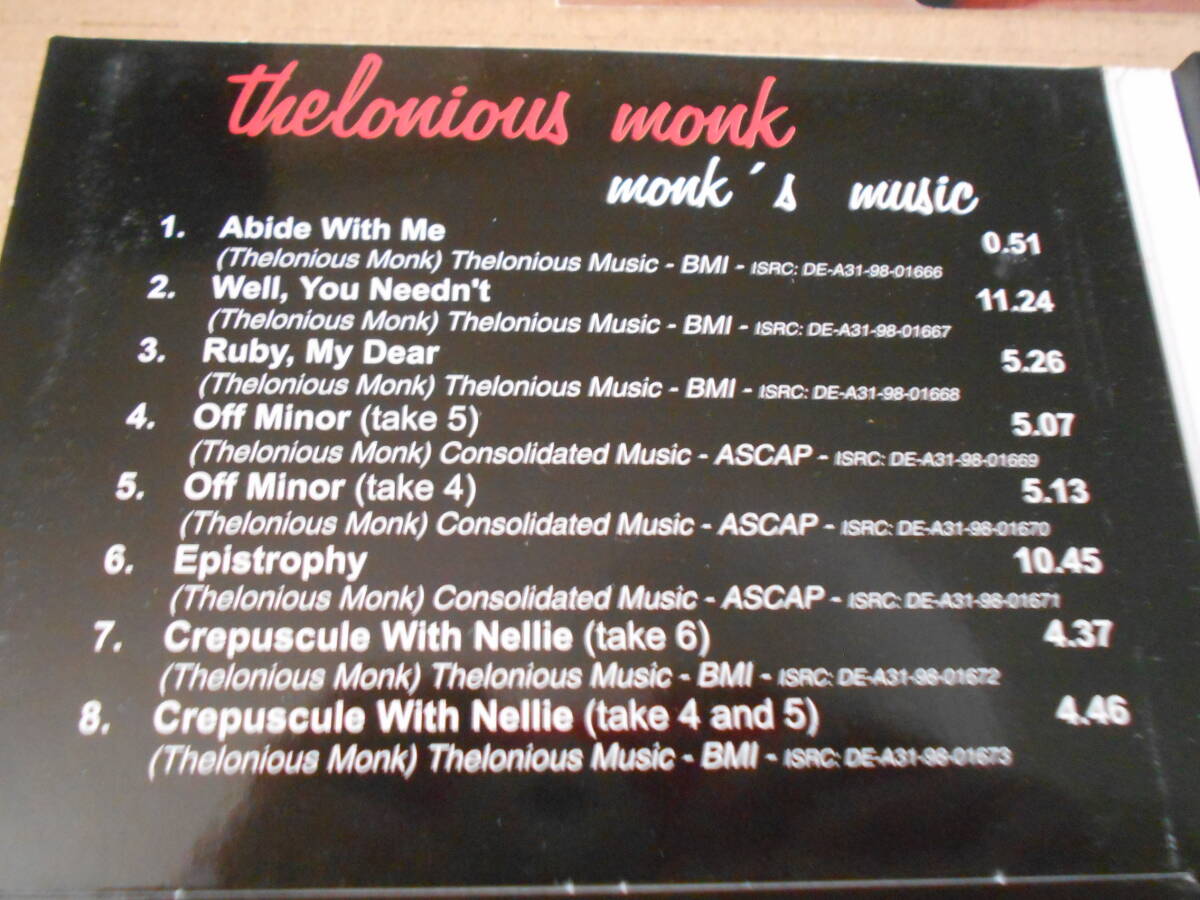 thelonious monk
monk´s music
1. Abide With Me 0.51
(Thelonious Monk) Thelonious Music - BMI - ISRC: DE-A31-98-01666
2. Well, You Needn't 11.24
(Thelonious Monk) Thelonious Music - BMI - ISRC: DE-A31-98-01667
3. Ruby, My Dear 5.26
(Thelonious Monk) Thelonious Music - BMI - ISRC: DE-A31-98-01668
4. Off Minor (take 5) 5.07
(Thelonious Monk) Consolidated Music - ASCAP - ISRC: DE-A31-98-01669
5. Off Minor (take 4) 5.13
(Thelonious Monk) Consolidated Music - ASCAP - ISRC: DE-A31-98-01670
6. Epistrophy 10.45
(Thelonious Monk) Consolidated Music - ASCAP - ISRC: DE-A31-98-01671
7. Crepuscule With Nellie (take 6) 4.37
(Thelonious Monk) Thelonious Music - BMI - ISRC: DE-A31-98-01672
8. Crepuscule With Nellie (take 4 and 5) 4.46
(Thelonious Monk) Thelonious Music - BMI - ISRC: DE-A31-98-01673